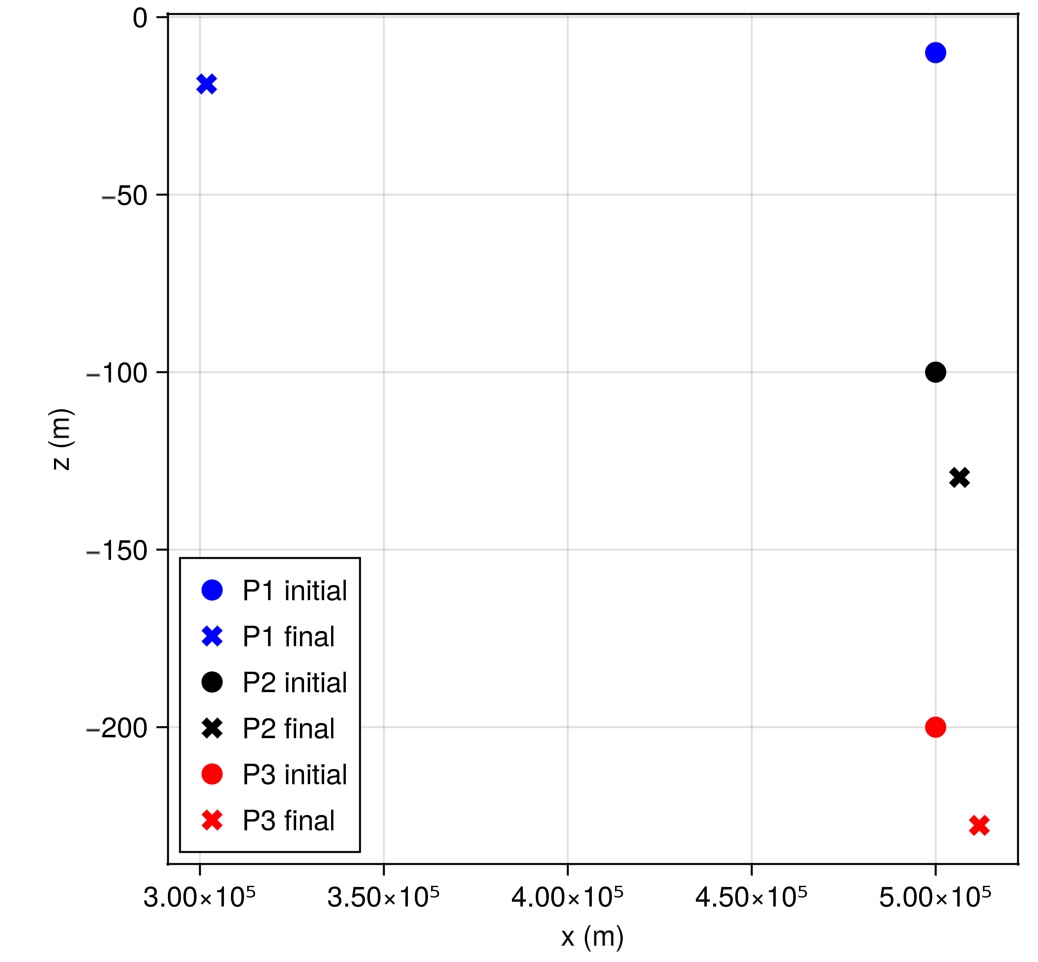 0
−50
−100
−150
−200
z (m)
P1 initial
P1 final
P2 initial
P2 final
P3 initial
P3 final
3.00×10⁵ 3.50×10⁵ 4.00×10⁵ 4.50×10⁵ 5.00×10⁵
x (m)